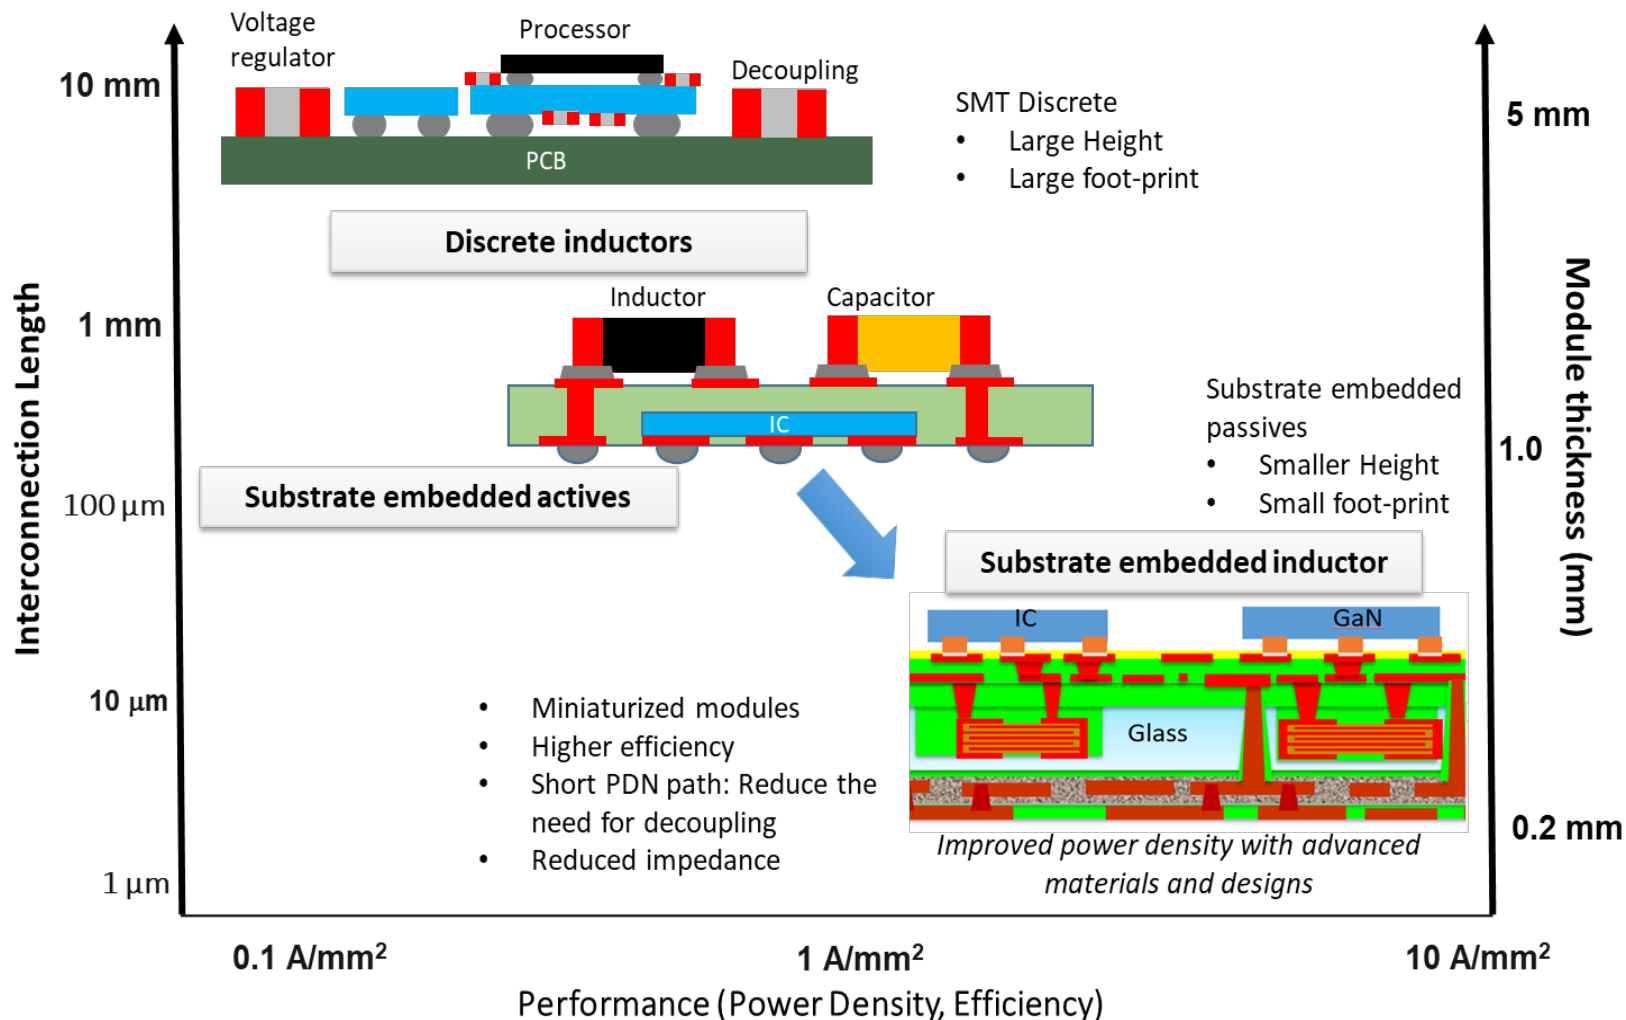 Voltage
regulator
Processor
Decoupling
PCB
10 mm
SMT Discrete
• Large Height
• Large foot-print
5 mm
Discrete inductors
Inductor
Capacitor
1 mm
IC
Substrate embedded
passives
• Smaller Height
• Small foot-print
1.0
Interconnection Length
Module thickness (mm)
Substrate embedded actives
100 µm
Substrate embedded inductor
IC
GaN
Glass
10 µm
• Miniaturized modules
• Higher efficiency
• Short PDN path: Reduce the
need for decoupling
• Reduced impedance
0.2 mm
Improved power density with advanced
materials and designs
1 µm
0.1 A/mm²
1 A/mm²
10 A/mm²
Performance (Power Density, Efficiency)